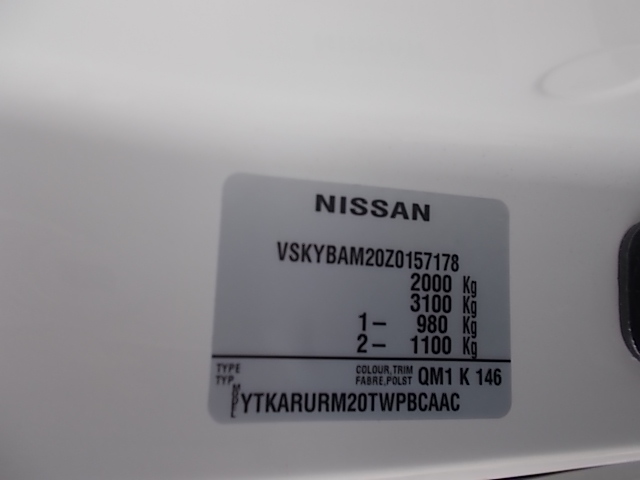 NISSAN
VSKYBAM20Z0157178
2000 Kg
3100 Kg
1- 980 Kg
2- 1100 Kg
TYPE COLOUR,TRIM
TYP. FABRE,POLST QM1 K 146
MODEL YTKARURM20TWPBCAAC